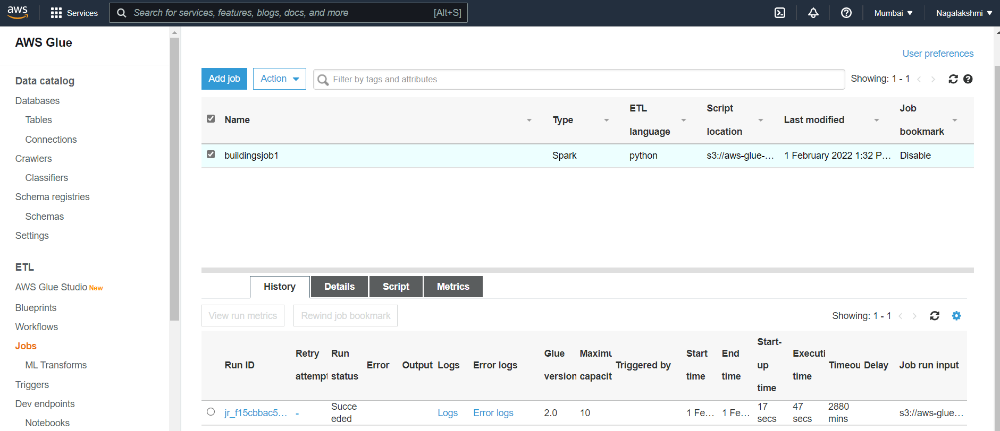 aws
Services
Search for services, features, blogs, docs, and more
[Alt+S]
Mumbai
Nagalakshmi
AWS Glue
Data catalog
Databases
Tables
Connections
Crawlers
Classifiers
Schema registries
Schemas
Settings
ETL
AWS Glue Studio New
Blueprints
Workflows
Jobs
ML Transforms
Triggers
Dev endpoints
Notebooks
User preferences
Add job
Action
Filter by tags and attributes
Showing: 1 - 1
Name
Type
ETL
language
Script
location
Last modified
Job
bookmark
buildingsjob1
Spark
python
s3://aws-glue-...
1 February 2022 1:32 P...
Disable
History
Details
Script
Metrics
View run metrics
Rewind job bookmark
Showing: 1 - 1
Run ID
Retry
attempt
Run
status
Error
Output
Logs
Error logs
Glue
version
Maximu
capacit
Triggered by
Start
time
End
time
Start-
up
time
Executi
time
Timeou
Delay
Job run input
jr_f15cbbac5...
-
Succe
eded
Logs
Error logs
2.0
10
1 Fe...
1 Fe...
17
secs
47
secs
2880
mins
s3://aws-glue...